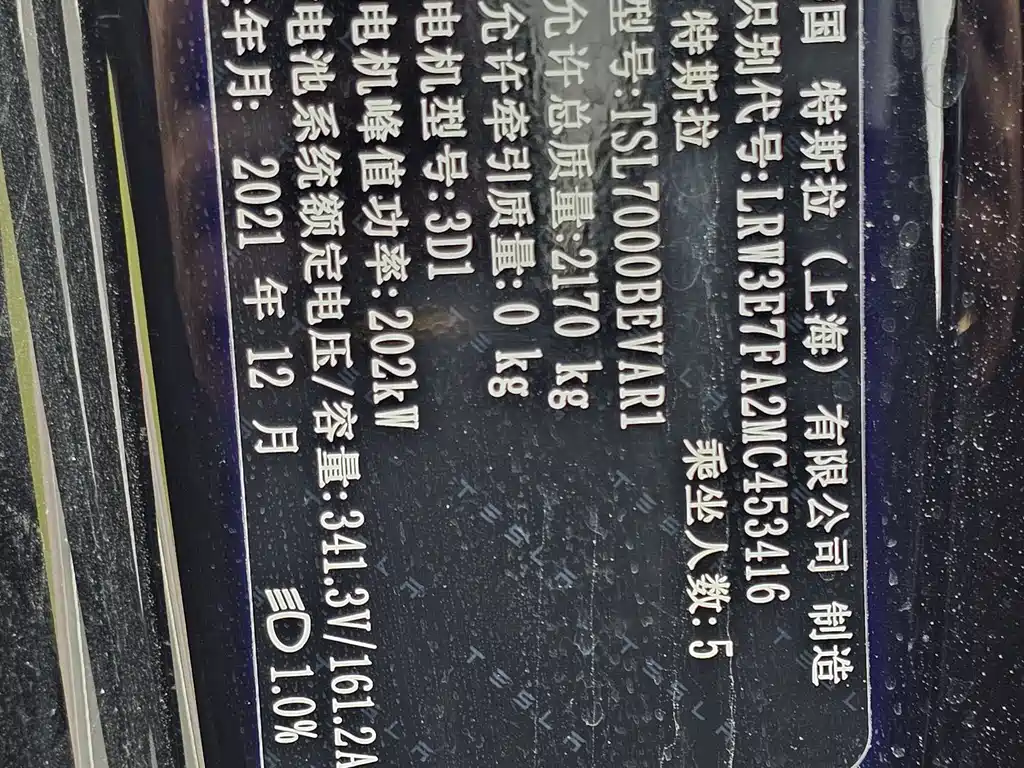 国 特斯拉 (上海) 有限公司 制造
识别代号:LRW3E7FA2MC453416
特斯拉 乘坐人数:5
型号:TSL7000BEVAR1
允许总质量:2170 kg
允许牵引质量:0 kg
电机型号:3D1
电机峰值功率:202kW
电池系统额定电压/容量:341.3V/161.2A
年月: 2021 年 12 月 1.0%